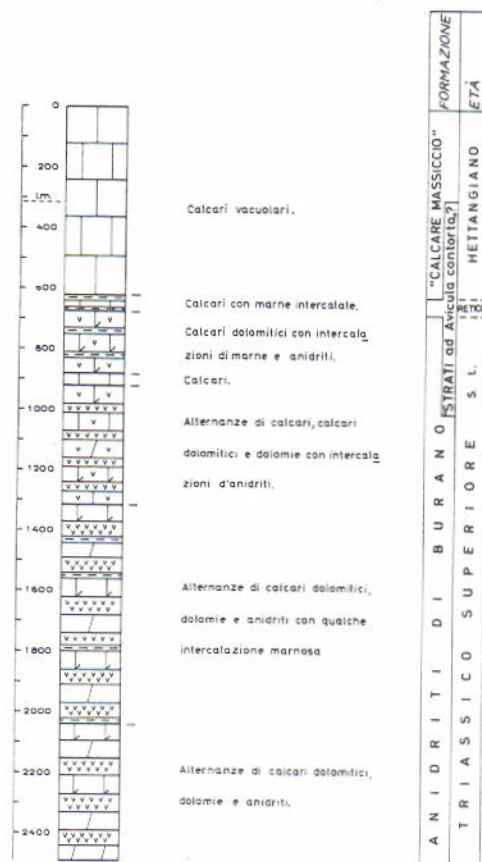 FORMAZIONE
ETÀ
0
200
l.m.
400
600
800
1000
1200
1400
1600
1800
2000
2200
2400
Calcari vacuolari.
Calcari con marne intercalate.
Calcari dolomitici con intercala
zioni di marne e anidriti.
Calcari.
Alternanze di calcari, calcari
dolomitici e dolomie con intercala
zioni d'anidriti.
Alternanze di calcari dolomitici,
dolomie e anidriti con qualche
intercalazione marnosa
Alternanze di calcari dolomitici,
dolomie e anidriti.
"CALCARE MASSICCIO"
["STRATI ad Avicula contorta"?]
ANIDRITI DI BURANO
HETTANGIANO
RETICO
TRIASSICO SUPERIORE S. L.